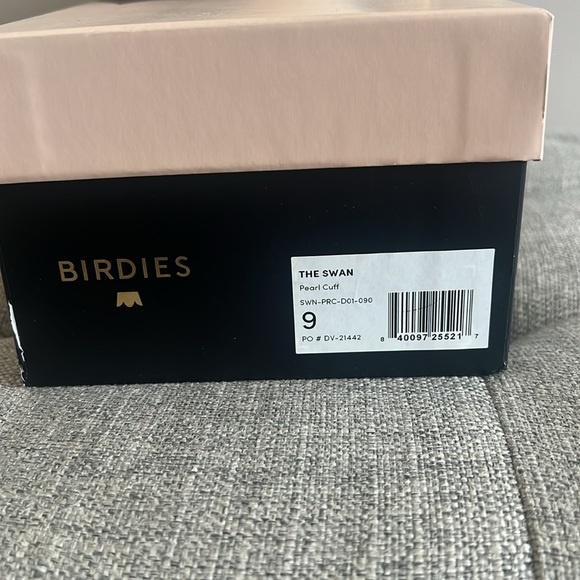 BIRDIES
THE SWAN
Pearl Cuff
SWN-PRC-D01-090
9
PO # DV-21442
8 40097 25521 7